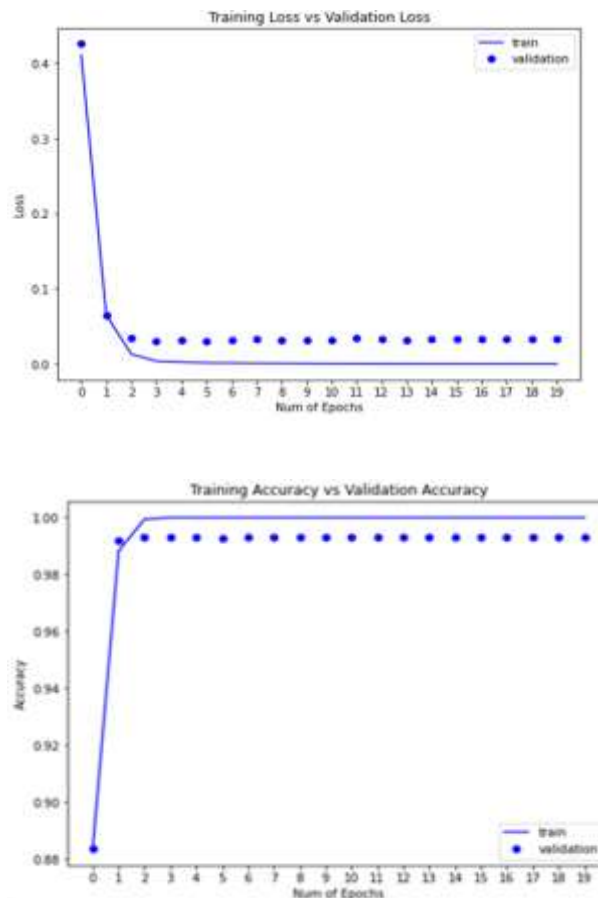 Training Loss vs Validation Loss
train
validation
0.4
0.3
0.2
0.1
0.0
Loss
0 1 2 3 4 5 6 7 8 9 10 11 12 13 14 15 16 17 18 19
Num of Epochs
Training Accuracy vs Validation Accuracy
1.00
0.98
0.96
0.94
0.92
0.90
0.88
Accuracy
train
validation
0 1 2 3 4 5 6 7 8 9 10 11 12 13 14 15 16 17 18 19
Num of Epochs